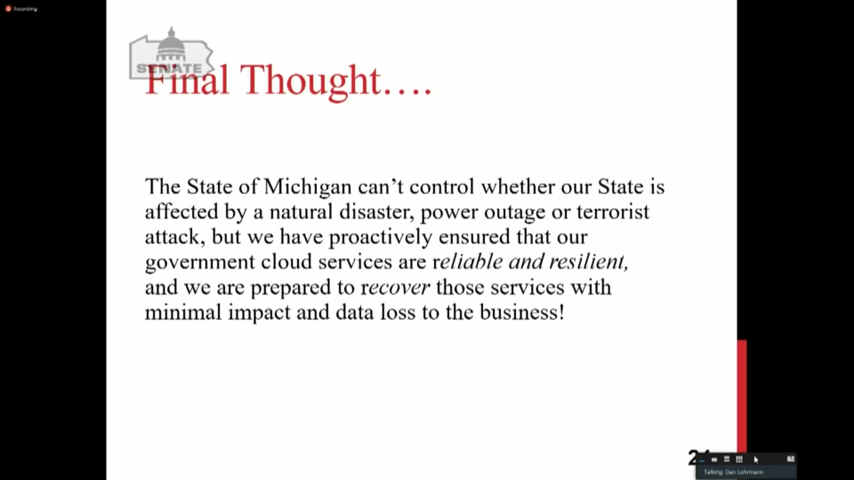 Recording
SENATE
Final Thought....
The State of Michigan can't control whether our State is
affected by a natural disaster, power outage or terrorist
attack, but we have proactively ensured that our
government cloud services are reliable and resilient,
and we are prepared to recover those services with
minimal impact and data loss to the business!
Talking: Dan Lohrmann